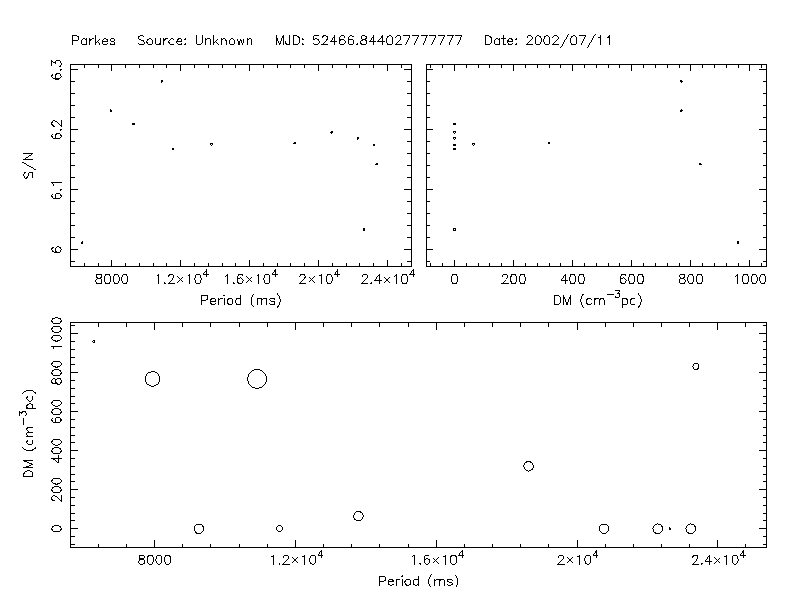 Parkes Source: Unknown MJD: 52466.844027777777 Date: 2002/07/11
S/N
6.3
6.2
6.1
6
8000 1.2×10⁴ 1.6×10⁴ 2×10⁴ 2.4×10⁴
Period (ms)
0 200 400 600 800 1000
DM (cm⁻³pc)
DM (cm⁻³pc)
1000
800
600
400
200
0
8000 1.2×10⁴ 1.6×10⁴ 2×10⁴ 2.4×10⁴
Period (ms)